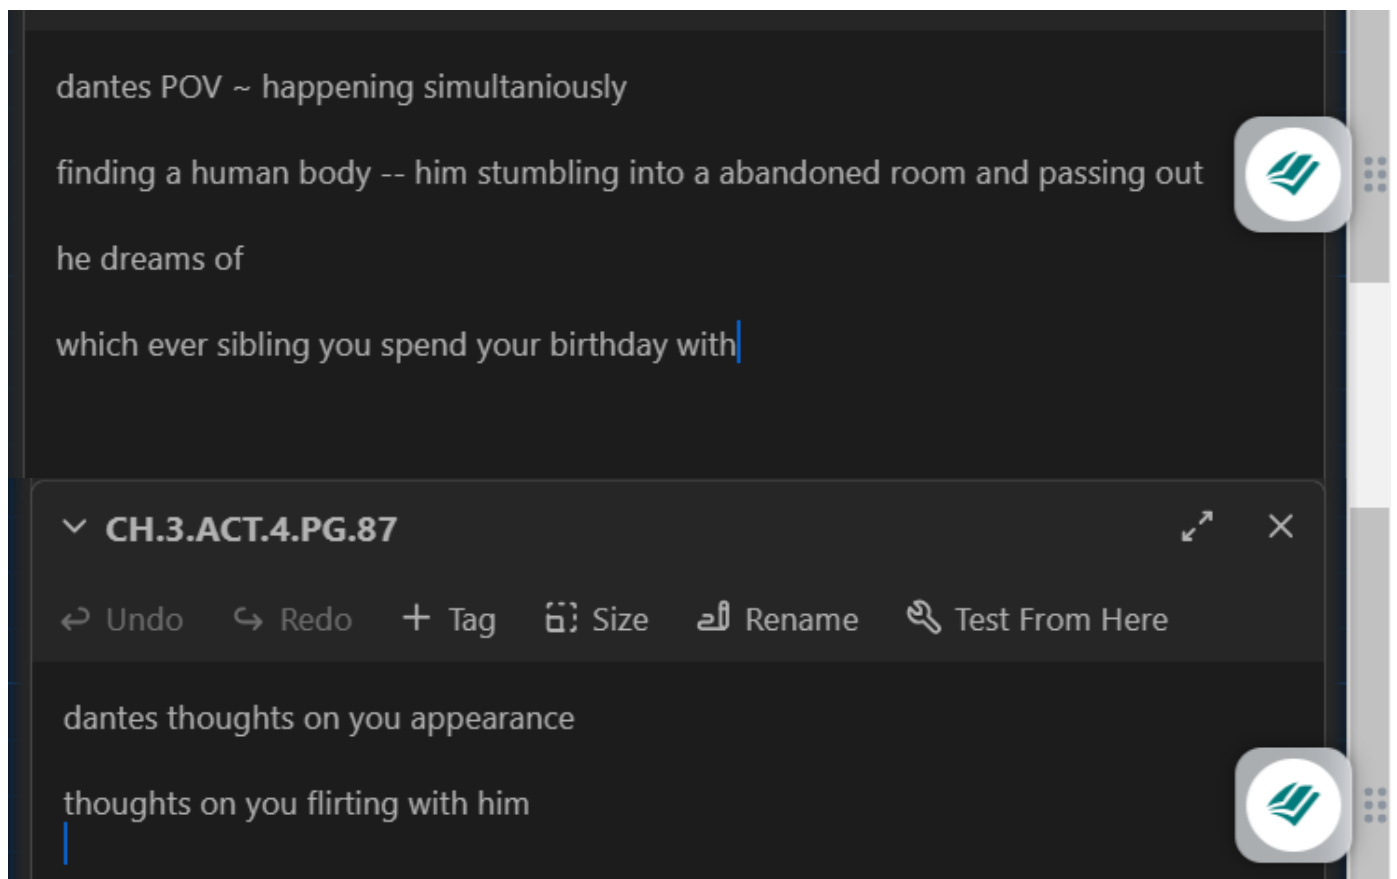 dantes POV ~ happening simultaniously
finding a human body -- him stumbling into a abandoned room and passing out
he dreams of
which ever sibling you spend your birthday with
CH.3.ACT.4.PG.87
Undo Redo Tag Size Rename Test From Here
dantes thoughts on you appearance
thoughts on you flirting with him